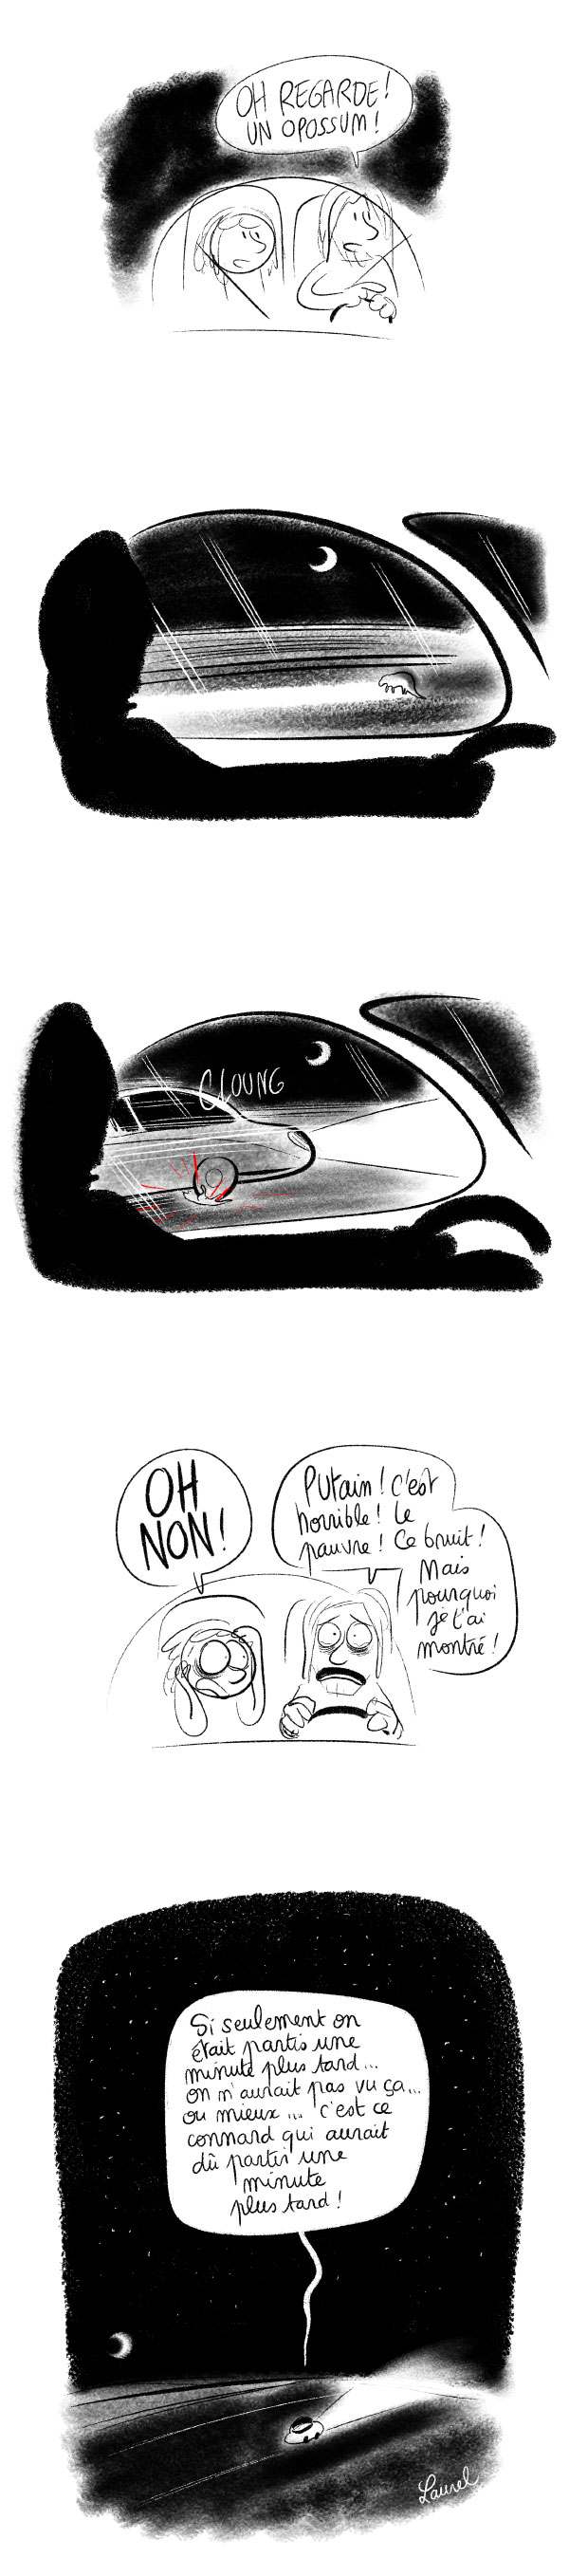 OH REGARDE!
UN OPOSSUM!
CLOUNG
OH
NON!
Putain! c'est
horrible! Le
pauvre! Ce bruit!
Mais
pourquoi
je t'ai
montré!
Si seulement on
était partis une
minute plus tard...
on n'aurait pas vu ça...
ou mieux... c'est ce
connard qui aurait
dû partir une
minute
plus tard!
Laurel